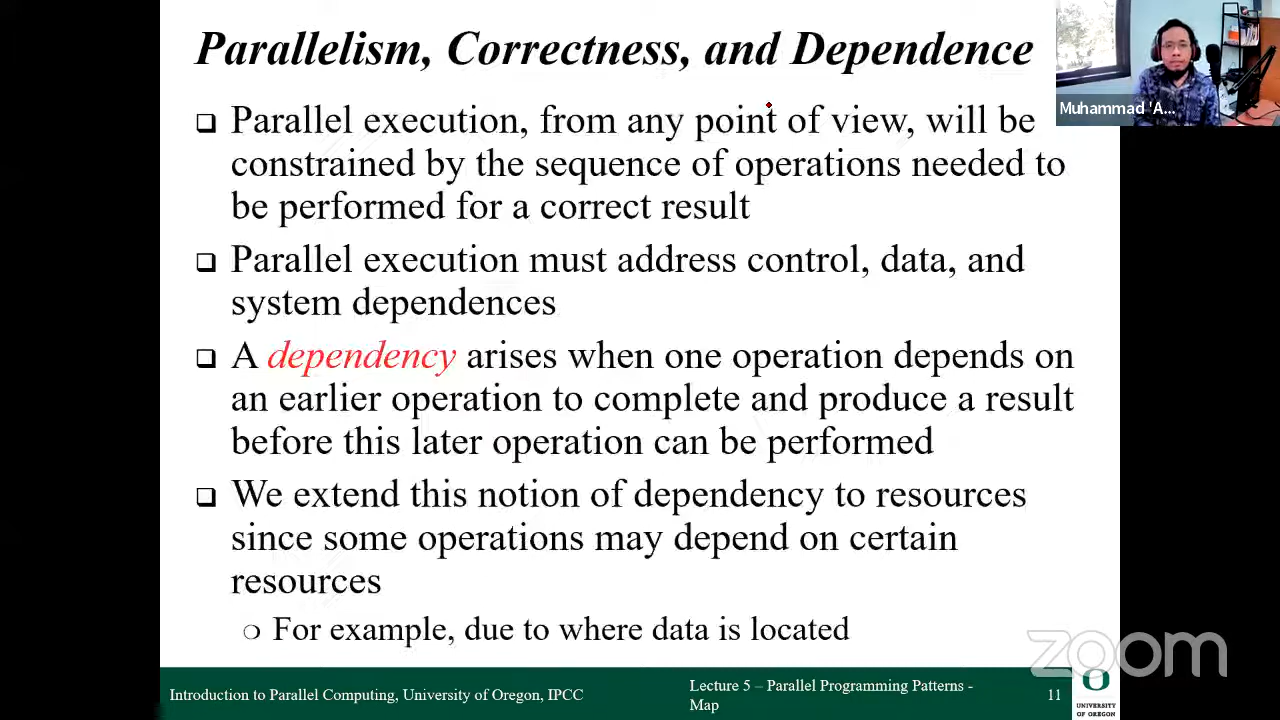 Parallelism, Correctness, and Dependence
Muhammad 'A...
❑ Parallel execution, from any point of view, will be
constrained by the sequence of operations needed to
be performed for a correct result
❑ Parallel execution must address control, data, and
system dependences
❑ A dependency arises when one operation depends on
an earlier operation to complete and produce a result
before this later operation can be performed
❑ We extend this notion of dependency to resources
since some operations may depend on certain
resources
❍ For example, due to where data is located
zoom
Introduction to Parallel Computing, University of Oregon, IPCC
Lecture 5 – Parallel Programming Patterns -
Map
11
O
UNIVERSITY
OF OREGON